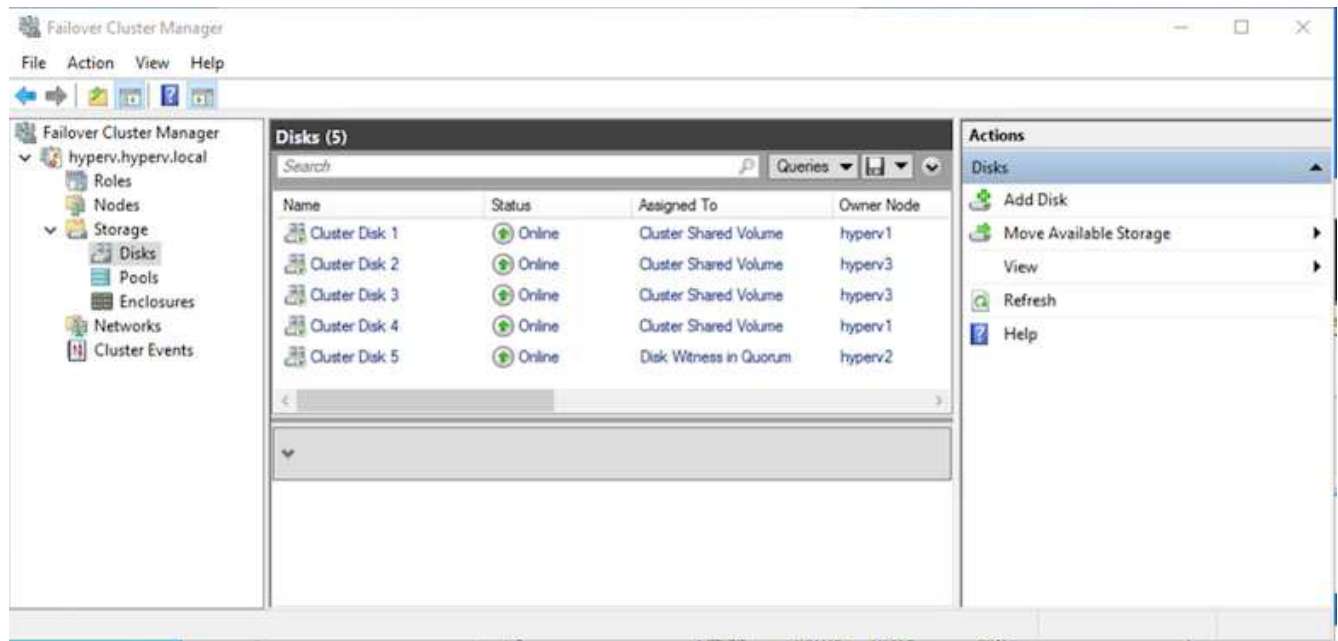 Failover Cluster Manager
File Action View Help
Failover Cluster Manager
hyperv.hyperv.local
Roles
Nodes
Storage
Disks
Pools
Enclosures
Networks
Cluster Events
Disks (5)
Search Queries
Name Status Assigned To Owner Node
Cluster Disk 1 Online Cluster Shared Volume hyperv1
Cluster Disk 2 Online Cluster Shared Volume hyperv3
Cluster Disk 3 Online Cluster Shared Volume hyperv3
Cluster Disk 4 Online Cluster Shared Volume hyperv1
Cluster Disk 5 Online Disk Witness in Quorum hyperv2
Actions
Disks
Add Disk
Move Available Storage
View
Refresh
Help